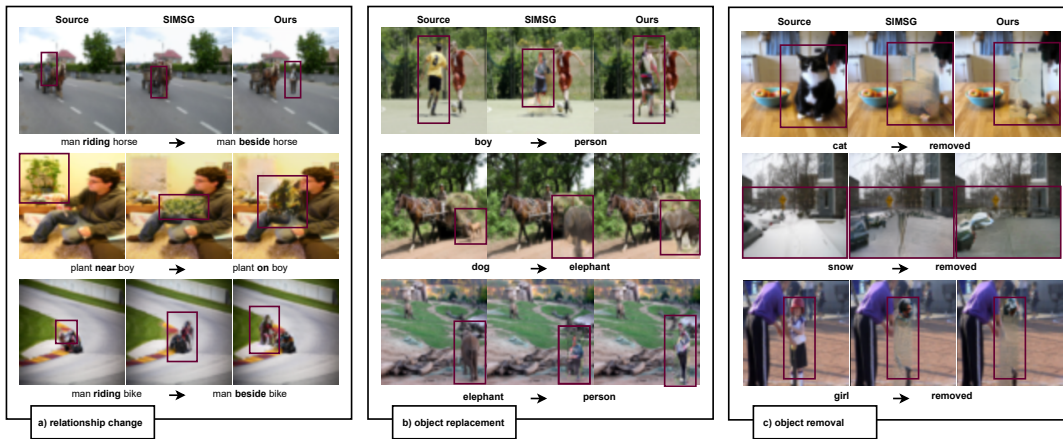 Source SIMSG Ours
man riding horse → man beside horse
plant near boy → plant on boy
man riding bike → man beside bike
a) relationship change
Source SIMSG Ours
boy → person
dog → elephant
elephant → person
b) object replacement
Source SIMSG Ours
cat → removed
snow → removed
girl → removed
c) object removal